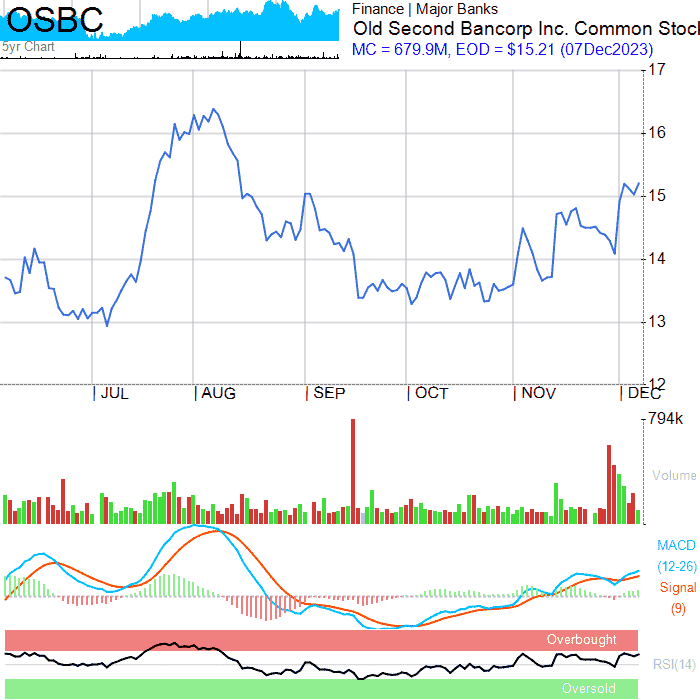 OSBC
5yr Chart
Finance | Major Banks
Old Second Bancorp Inc. Common Stoc
MC = 679.9M, EOD = $15.21 (07Dec2023)
17
16
15
14
13
12
JUL AUG SEP OCT NOV DEC
794k
Volume
MACD
(12-26)
Signal
(9)
Overbought
RSI(14)
Oversold